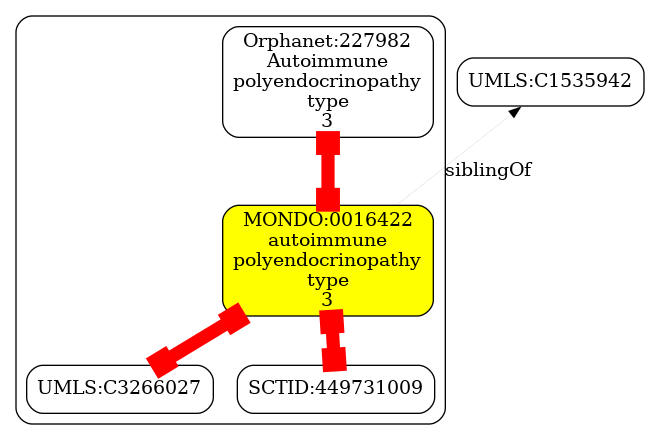 Orphanet:227982
Autoimmune
polyendocrinopathy
type
3
UMLS:C1535942
siblingOf
MONDO:0016422
autoimmune
polyendocrinopathy
type
3
UMLS:C3266027
SCTID:449731009